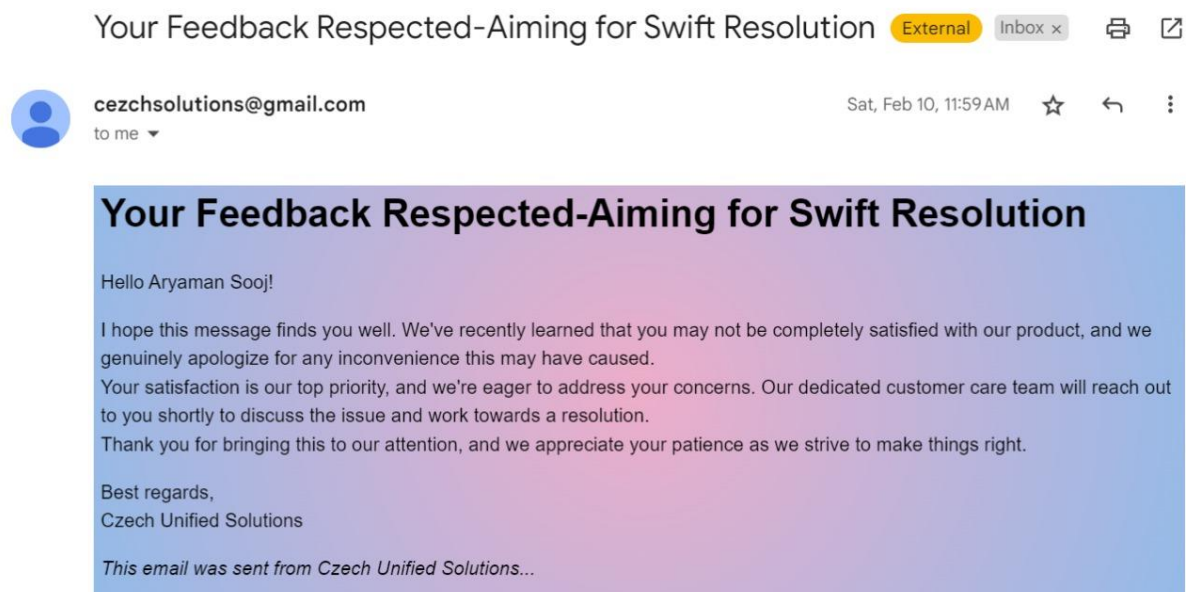 Your Feedback Respected-Aiming for Swift Resolution External Inbox ×
cezchsolutions@gmail.com Sat, Feb 10, 11:59 AM
to me
Your Feedback Respected-Aiming for Swift Resolution
Hello Aryaman Sooj!
I hope this message finds you well. We've recently learned that you may not be completely satisfied with our product, and we
genuinely apologize for any inconvenience this may have caused.
Your satisfaction is our top priority, and we're eager to address your concerns. Our dedicated customer care team will reach out
to you shortly to discuss the issue and work towards a resolution.
Thank you for bringing this to our attention, and we appreciate your patience as we strive to make things right.
Best regards,
Czech Unified Solutions
This email was sent from Czech Unified Solutions...